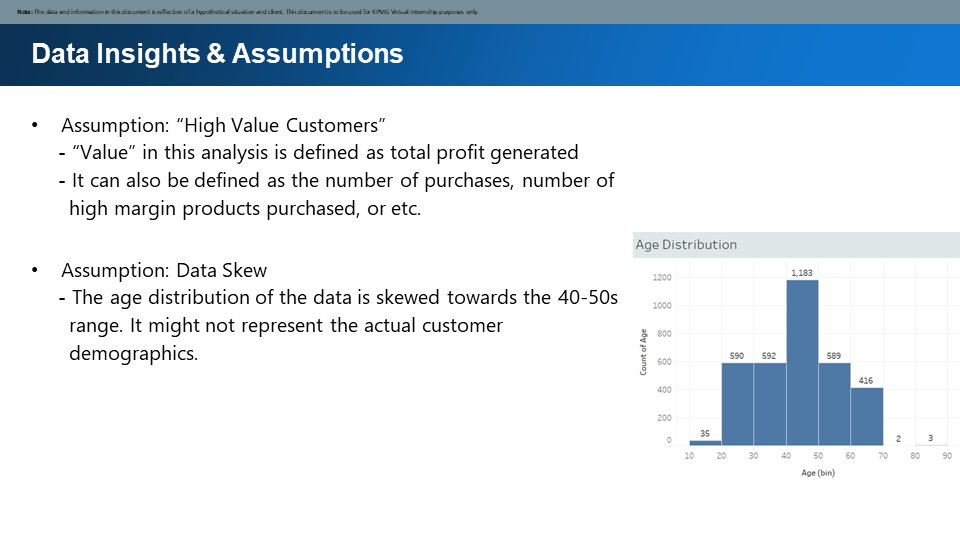 Note: The data and information in this document is reflective of a hypothetical situation and client. This document is to be used for KPMG Virtual Internship purposes only.
Data Insights & Assumptions
• Assumption: “High Value Customers”
- “Value” in this analysis is defined as total profit generated
- It can also be defined as the number of purchases, number of
high margin products purchased, or etc.
• Assumption: Data Skew
- The age distribution of the data is skewed towards the 40-50s
range. It might not represent the actual customer
demographics.
Age Distribution
Count of Age
1200
1000
800
600
400
200
0
35
590
592
1,183
589
416
2
3
10 20 30 40 50 60 70 80 90
Age (bin)